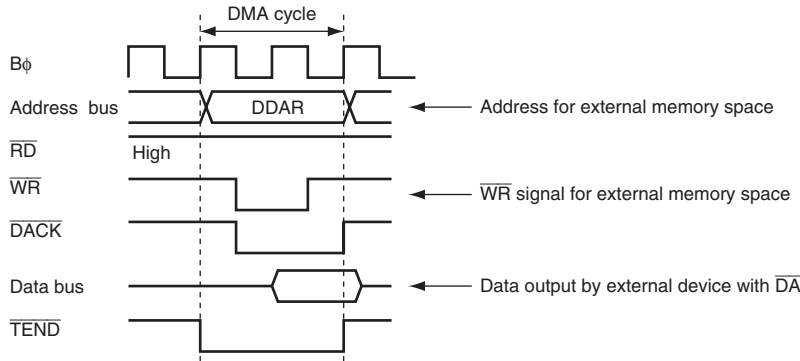 DMA cycle
Bϕ
Address bus DDAR Address for external memory space
RD High
WR WR signal for external memory space
DACK
Data bus Data output by external device with DA
TEND